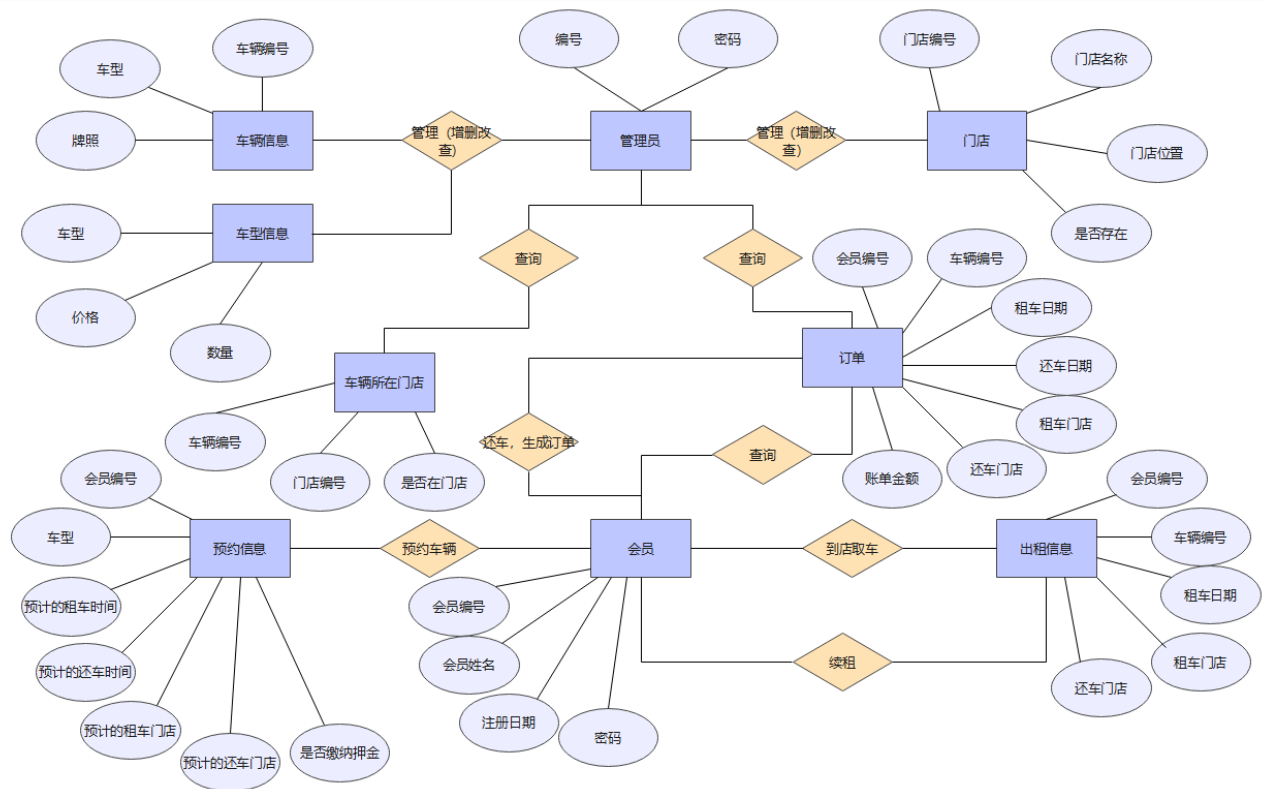 车辆编号
编号
密码
门店编号
门店名称
车型
牌照
车辆信息
管理（增删改
查）
管理员
管理（增删改
查）
门店
门店位置
车型
车型信息
是否存在
查询
查询
会员编号
车辆编号
价格
数量
租车日期
车辆所在门店
订单
还车日期
租车门店
车辆编号
还车，生成订单
查询
门店编号
是否在门店
账单金额
还车门店
会员编号
会员编号
车型
预约信息
预约车辆
会员
到店取车
出租信息
车辆编号
租车日期
预计的租车时间
会员编号
预计的还车时间
会员姓名
续租
租车门店
还车门店
预计的租车门店
注册日期
密码
预计的还车门店
是否缴纳押金